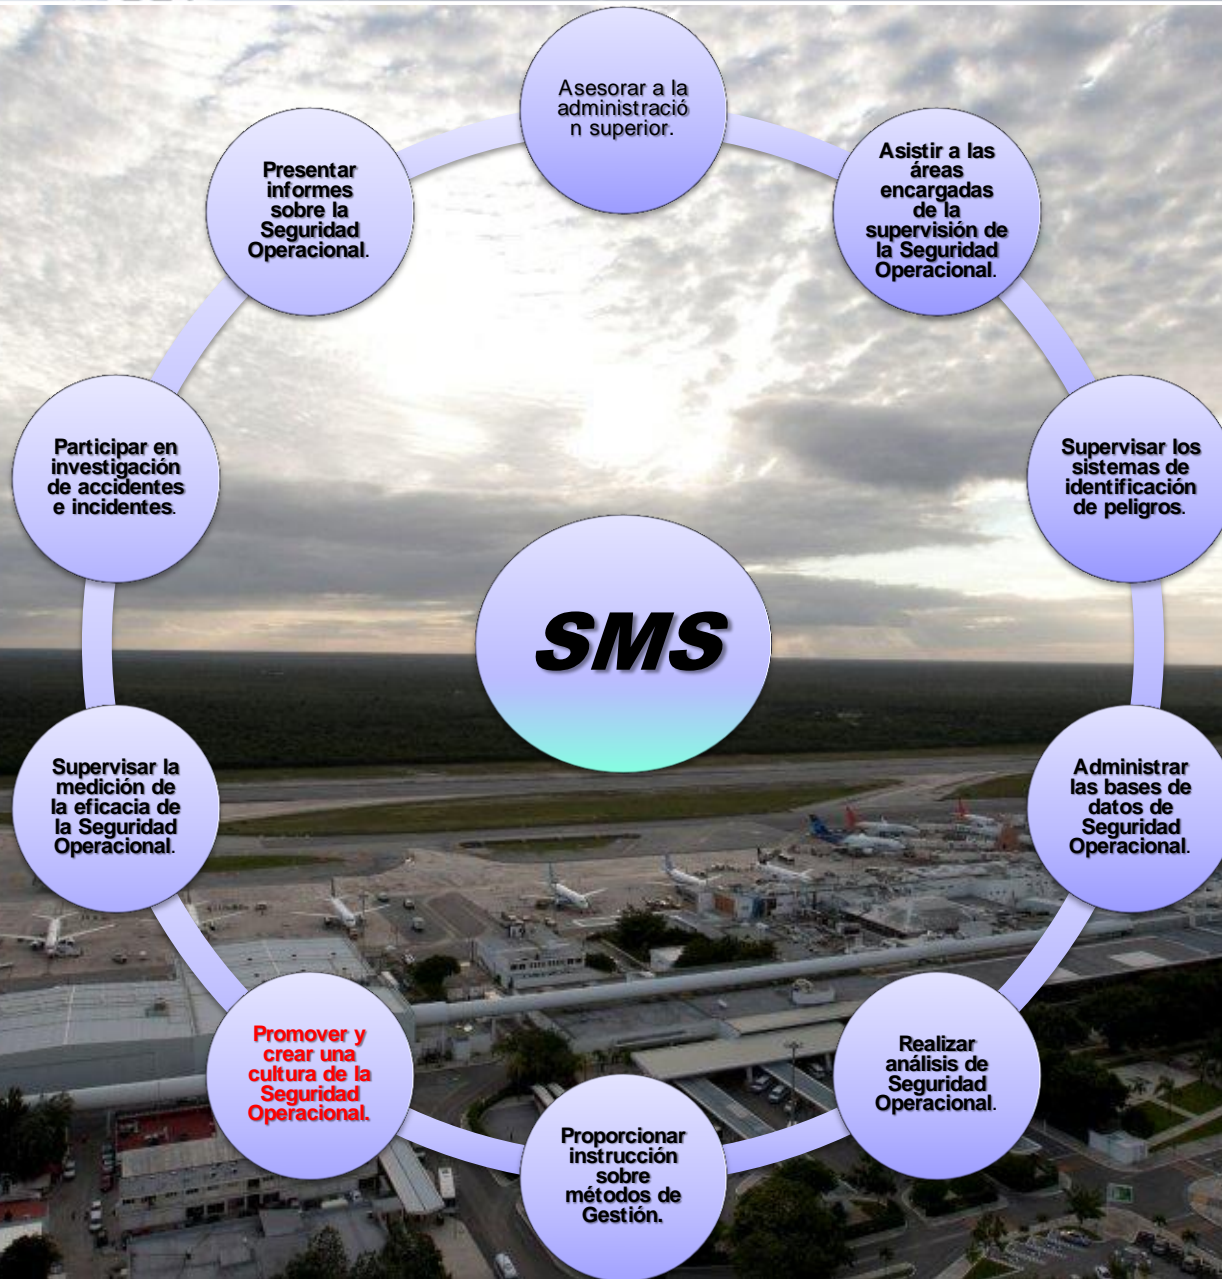 Asesorar a la
administració
n superior.
Asistir a las
áreas
encargadas
de la
supervisión de
la Seguridad
Operacional.
Supervisar los
sistemas de
identificación
de peligros.
Administrar
las bases de
datos de
Seguridad
Operacional.
Realizar
análisis de
Seguridad
Operacional.
Proporcionar
instrucción
sobre
métodos de
Gestión.
Promover y
crear una
cultura de la
Seguridad
Operacional.
Supervisar la
medición de
la eficacia de
la Seguridad
Operacional.
Participar en
investigación
de accidentes
e incidentes.
Presentar
informes
sobre la
Seguridad
Operacional.
SMS